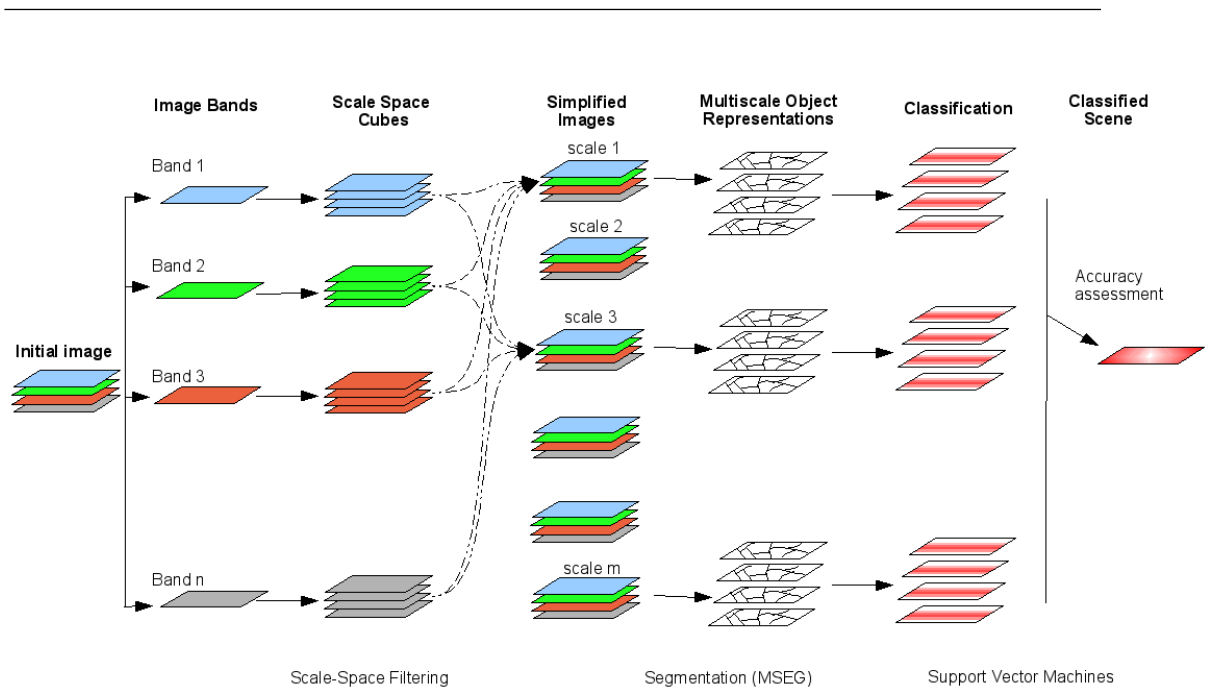 Image Bands
Scale Space
Cubes
Simplified
Images
Multiscale Object
Representations
Classification
Classified
Scene
Band 1
scale 1
scale 2
Band 2
Accuracy
assessment
scale 3
Initial image
Band 3
Band n
scale m
Scale-Space Filtering
Segmentation (MSEG)
Support Vector Machines